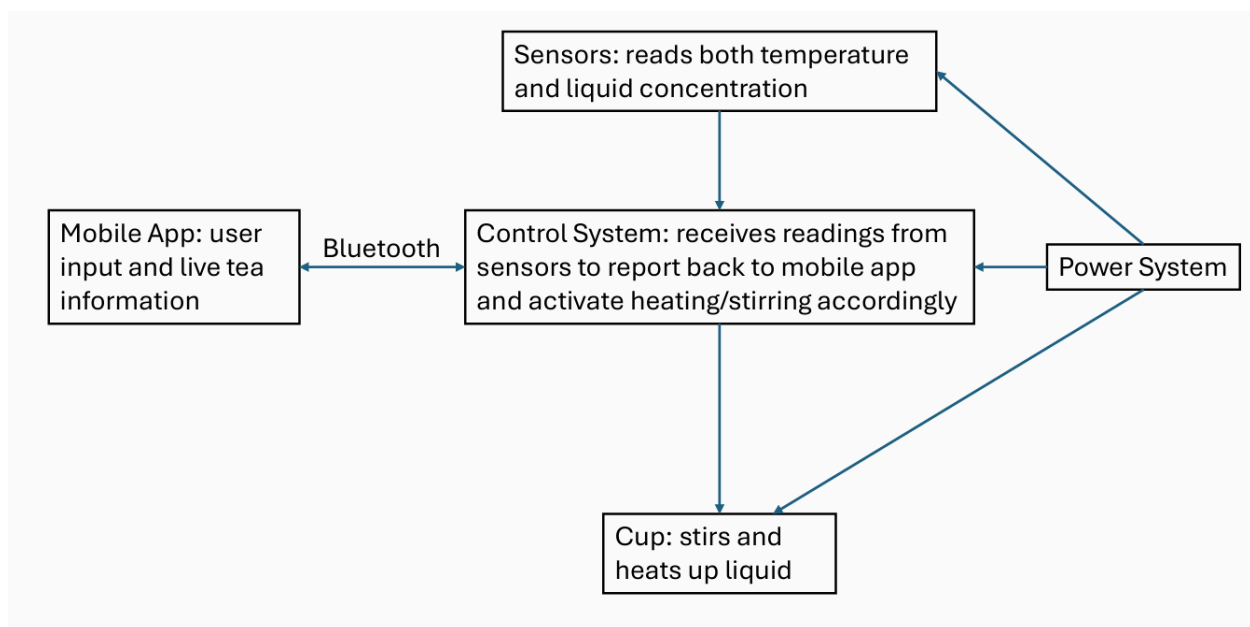 Sensors: reads both temperature
and liquid concentration
Mobile App: user
input and live tea
information
Bluetooth
Control System: receives readings from
sensors to report back to mobile app
and activate heating/stirring accordingly
Power System
Cup: stirs and
heats up liquid